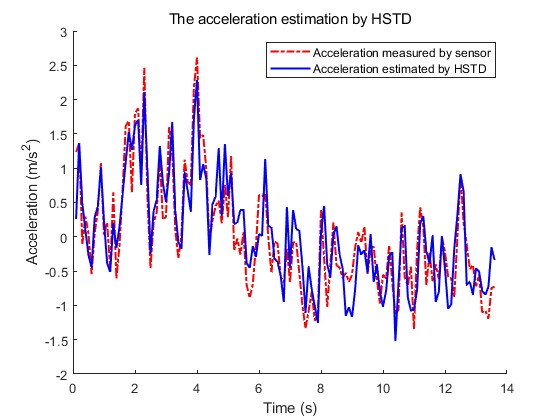 The acceleration estimation by HSTD
Acceleration measured by sensor
Acceleration estimated by HSTD
Acceleration (m/s²)
3
2.5
2
1.5
1
0.5
0
-0.5
-1
-1.5
-2
0 2 4 6 8 10 12 14
Time (s)